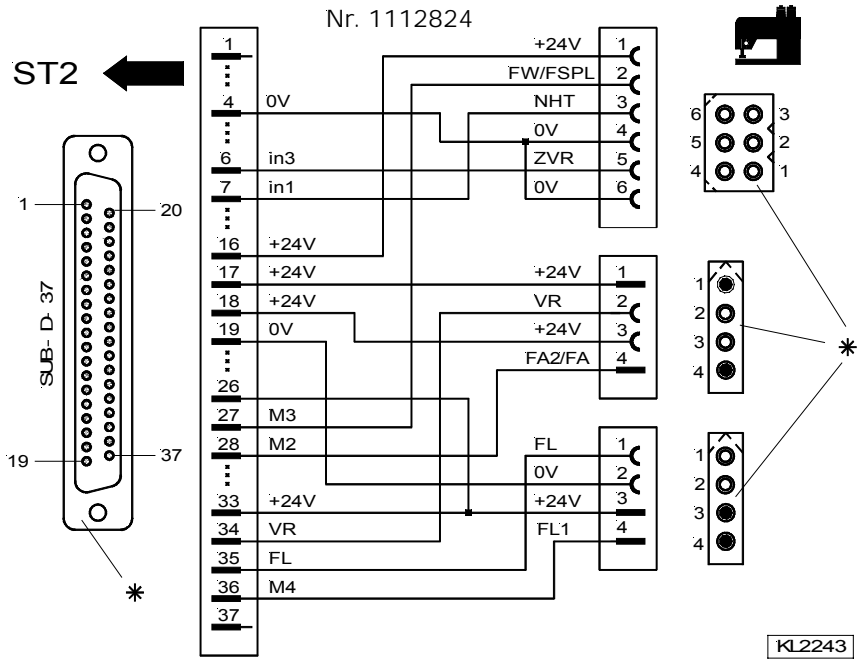 Nr. 1112824
ST2
SUB-D-37
1
20
19
37
*
1
4 0V
6 in3
7 in1
16 +24V
17 +24V
18 +24V
19 0V
26
27 M3
28 M2
33 +24V
34 VR
35 FL
36 M4
37
+24V 1
FW/FSPL 2
NHT 3
0V 4
ZVR 5
0V 6
+24V 1
VR 2
+24V 3
FA2/FA 4
FL 1
0V 2
+24V 3
FL1 4
6 3
5 2
4 1
1
2
3
4
*
1
2
3
4
KL2243